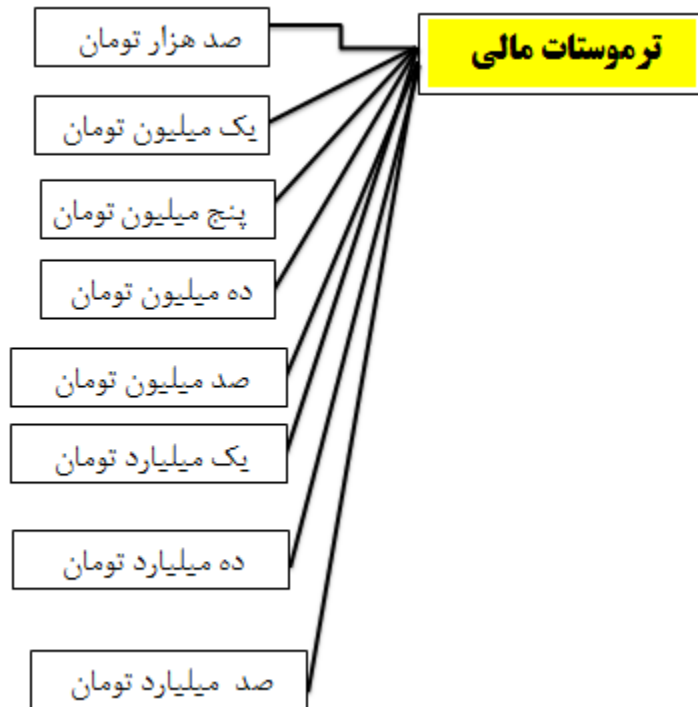 ترموستات مالی
صد هزار تومان
یک میلیون تومان
پنج میلیون تومان
ده میلیون تومان
صد میلیون تومان
یک میلیارد تومان
ده میلیارد تومان
صد میلیارد تومان